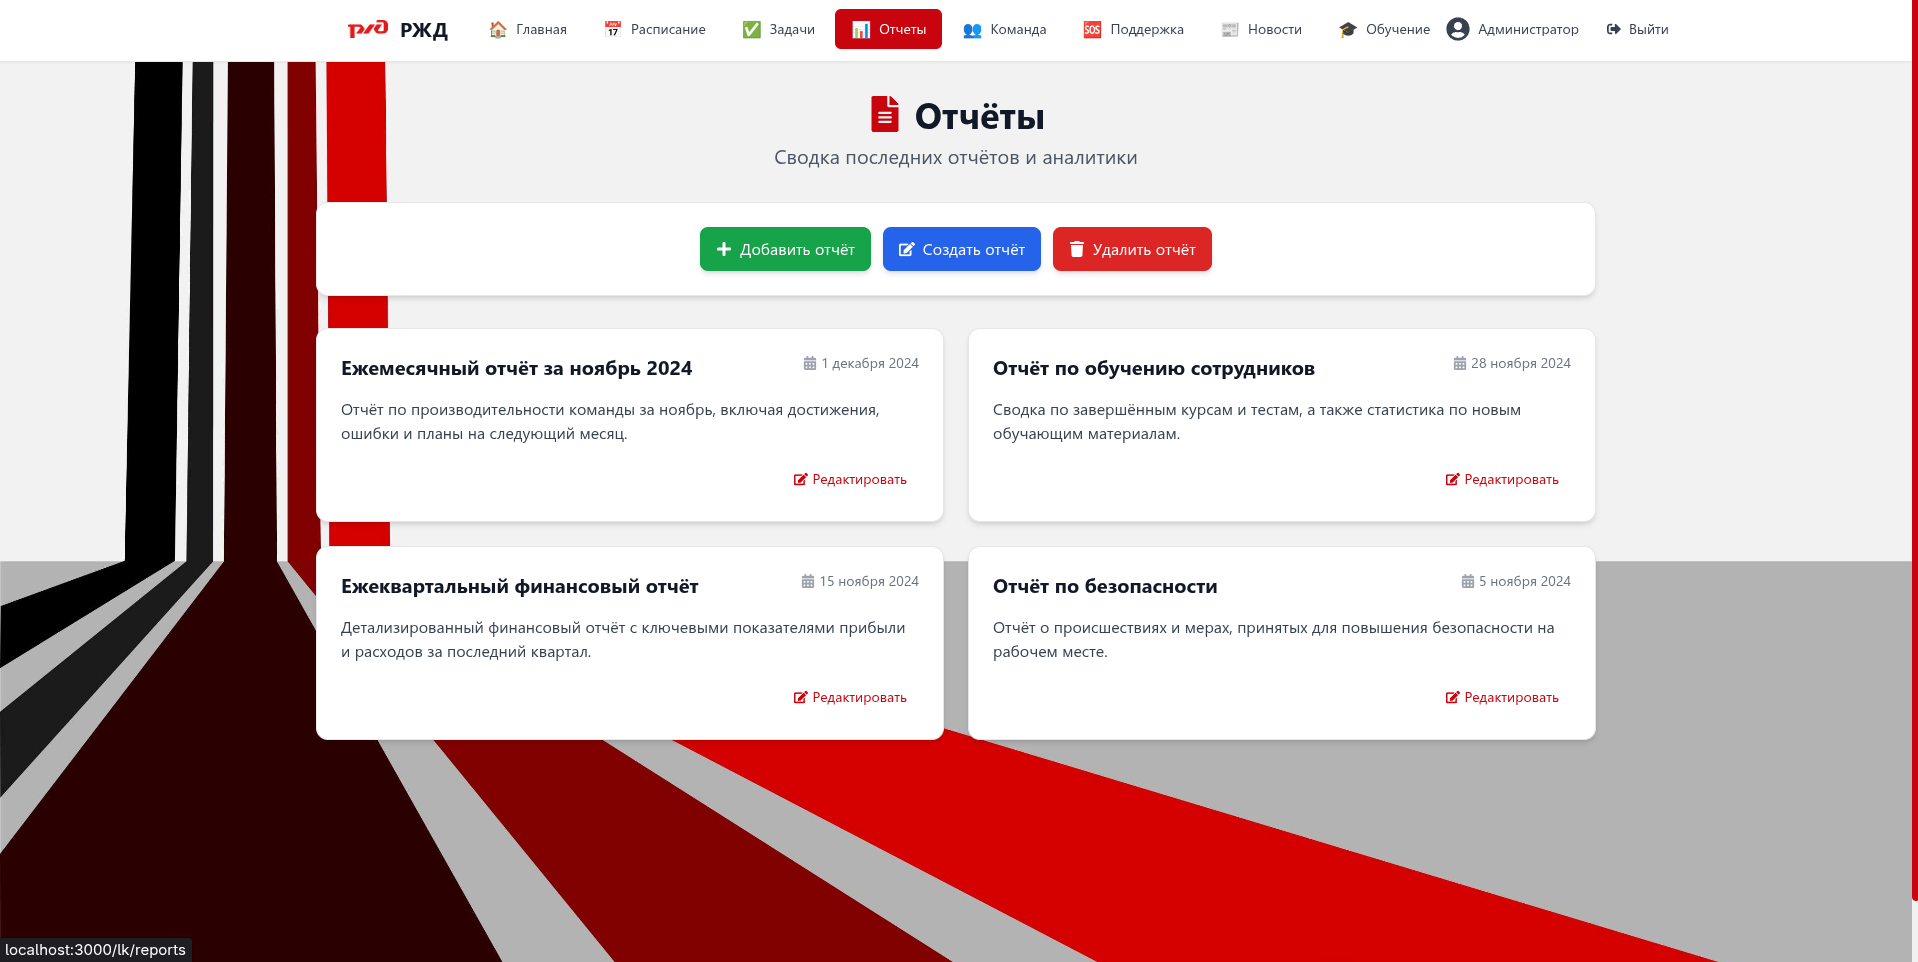 РЖД
Главная
Расписание
Задачи
Отчеты
Команда
SOS
Поддержка
Новости
Обучение
Администратор
Выйти
Отчёты
Сводка последних отчётов и аналитики
Добавить отчёт
Создать отчёт
Удалить отчёт
Ежемесячный отчёт за ноябрь 2024
1 декабря 2024
Отчёт по производительности команды за ноябрь, включая достижения,
ошибки и планы на следующий месяц.
Редактировать
Отчёт по обучению сотрудников
28 ноября 2024
Сводка по завершённым курсам и тестам, а также статистика по новым
обучающим материалам.
Редактировать
Ежеквартальный финансовый отчёт
15 ноября 2024
Детализированный финансовый отчёт с ключевыми показателями прибыли
и расходов за последний квартал.
Редактировать
Отчёт по безопасности
5 ноября 2024
Отчёт о происшествиях и мерах, принятых для повышения безопасности на
рабочем месте.
Редактировать
localhost:3000/lk/reports